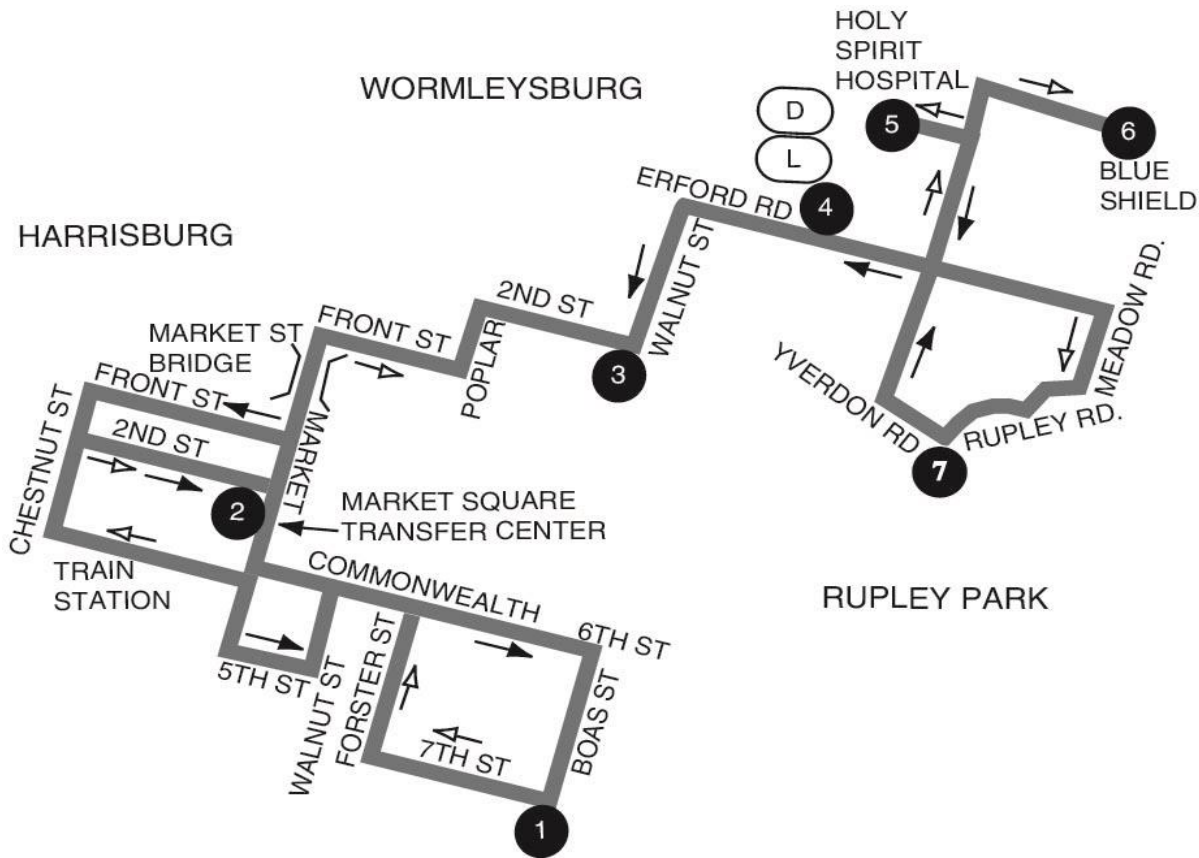 HOLY
SPIRIT
HOSPITAL
WORMLEYSBURG
D
5
6
L
BLUE
SHIELD
ERFORD RD
4
HARRISBURG
WALNUT ST
MEADOW RD.
2ND ST
FRONT ST
MARKET ST
BRIDGE
POPLAR
3
YVERDON RD
RUPLEY RD.
7
FRONT ST
CHESTNUT ST
2ND ST
MARKET
2
MARKET SQUARE
TRANSFER CENTER
TRAIN
STATION
COMMONWEALTH
RUPLEY PARK
6TH ST
5TH ST
WALNUT ST
FORSTER ST
7TH ST
BOAS ST
1